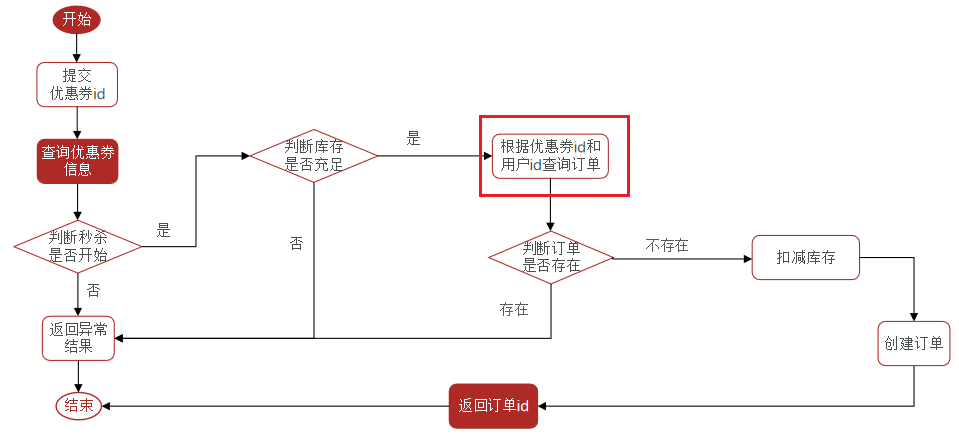 开始
提交
优惠券id
查询优惠券
信息
判断秒杀
是否开始
是
否
判断库存
是否充足
是
否
根据优惠券id和
用户id查询订单
判断订单
是否存在
不存在
存在
扣减库存
创建订单
返回订单id
返回异常
结果
结束